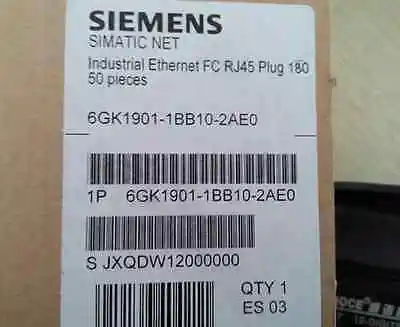 SIEMENS
SIMATIC NET
Industrial Ethernet FC RJ45 Plug 180
50 pieces
6GK1901-1BB10-2AE0
1P 6GK1901-1BB10-2AE0
S JXQDW12000000
QTY 1
ES 03